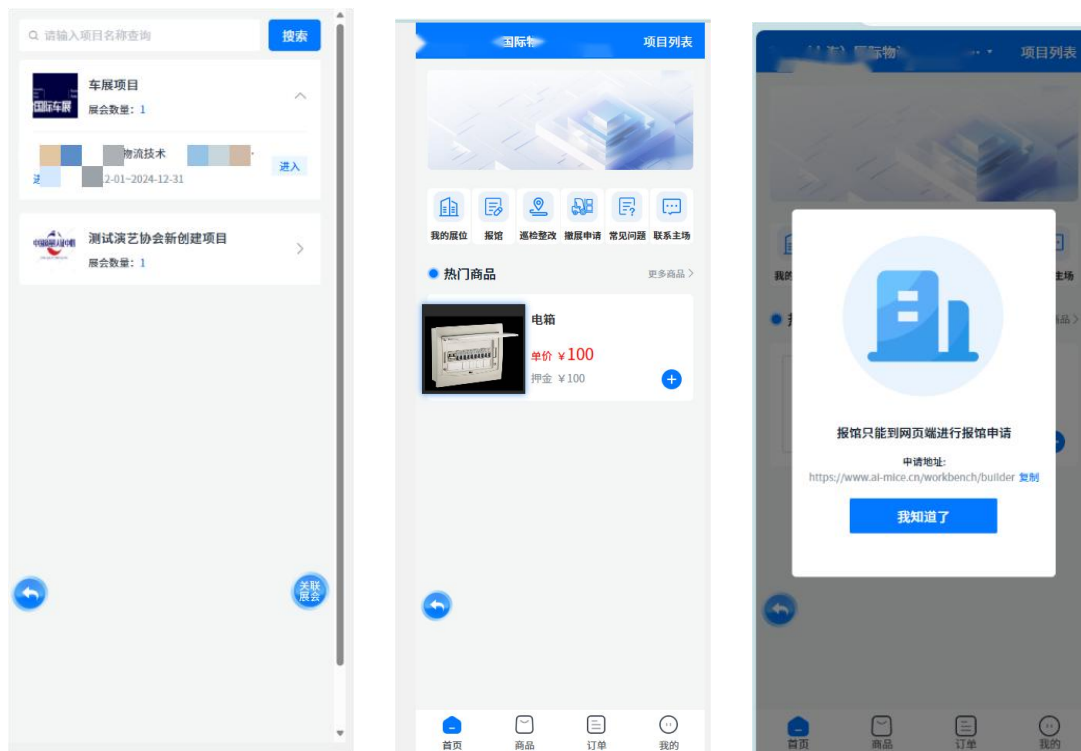 请输入项目名称查询
搜索
国际车展
车展项目
展会数量：1
物流技术
2-01~2024-12-31
进入
测试演艺协会新创建项目
展会数量：1
关联
展会
国际物
项目列表
我的展位
报馆
巡检整改
撤展申请
常见问题
联系主场
热门商品
更多商品
电箱
单价 ￥100
押金 ￥100
首页
商品
订单
我的
国际物
项目列表
主场
报馆只能到网页端进行报馆申请
申请地址:
https://www.ai-mice.cn/workbench/builder 复制
我知道了
首页
商品
订单
我的